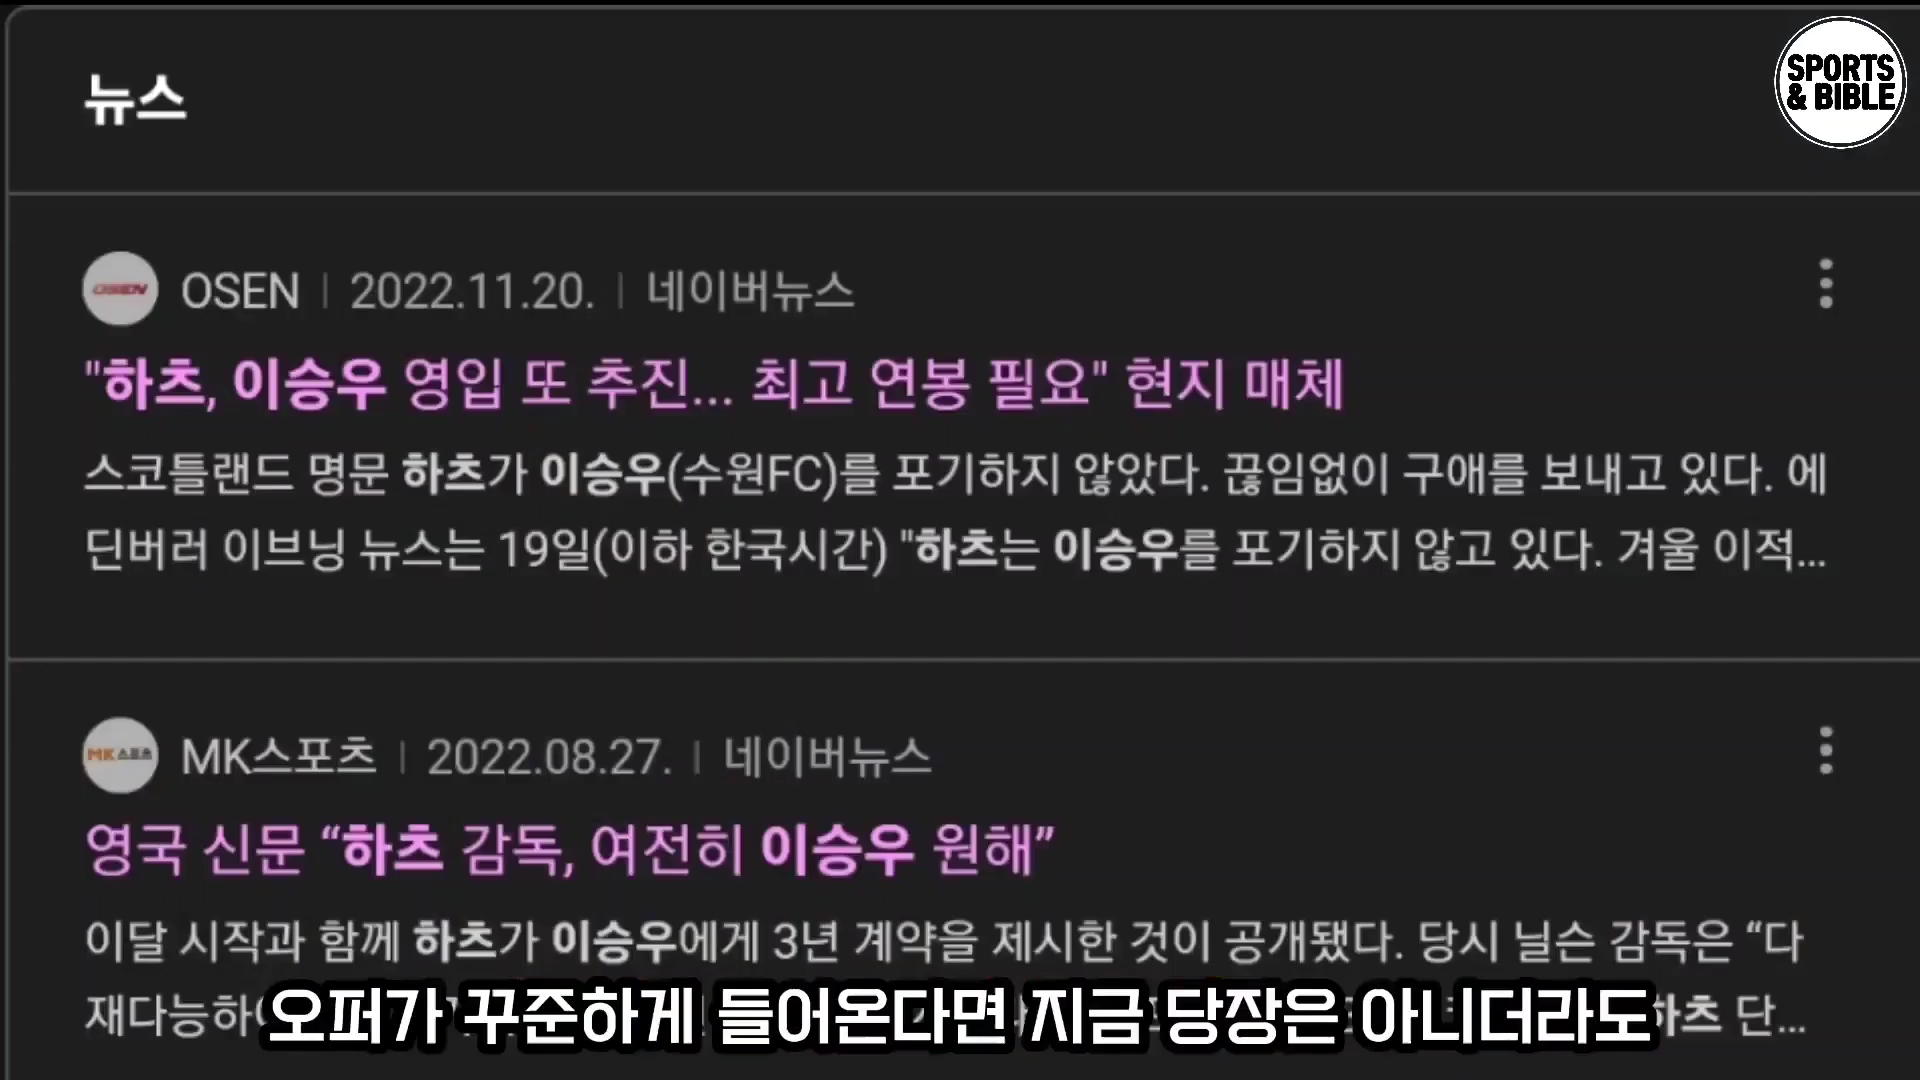 뉴스
SPORTS
& BIBLE
OSEN
OSEN | 2022.11.20. | 네이버뉴스
"하츠, 이승우 영입 또 추진... 최고 연봉 필요" 현지 매체
스코틀랜드 명문 하츠가 이승우(수원FC)를 포기하지 않았다. 끊임없이 구애를 보내고 있다. 에
딘버러 이브닝 뉴스는 19일(이하 한국시간) "하츠는 이승우를 포기하지 않고 있다. 겨울 이적...
MK스포츠
MK스포츠 | 2022.08.27. | 네이버뉴스
영국 신문 “하츠 감독, 여전히 이승우 원해”
이달 시작과 함께 하츠가 이승우에게 3년 계약을 제시한 것이 공개됐다. 당시 닐슨 감독은 “다
재다능하 하츠 단...
오퍼가 꾸준하게 들어온다면 지금 당장은 아니더라도